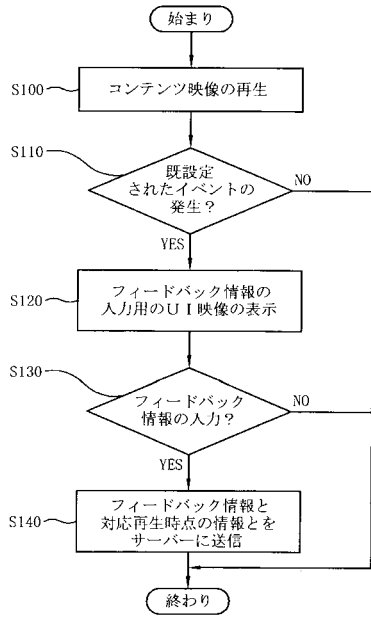 始まり
S100
コンテンツ映像の再生
S110
既設定
されたイベントの
発生？
NO
YES
S120
フィードバック情報の
入力用のＵＩ映像の表示
S130
フィードバック
情報の入力？
NO
YES
S140
フィードバック情報と
対応再生時点の情報とを
サーバーに送信
終わり